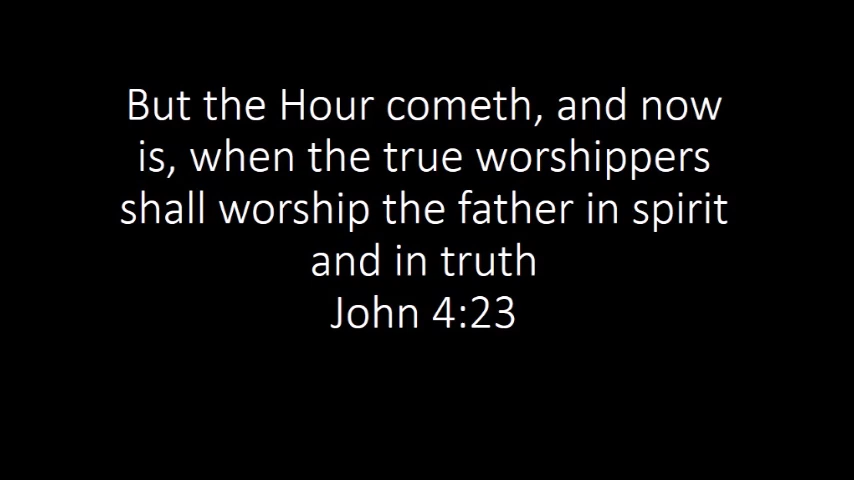 But the Hour cometh, and now
is, when the true worshippers
shall worship the father in spirit
and in truth
John 4:23